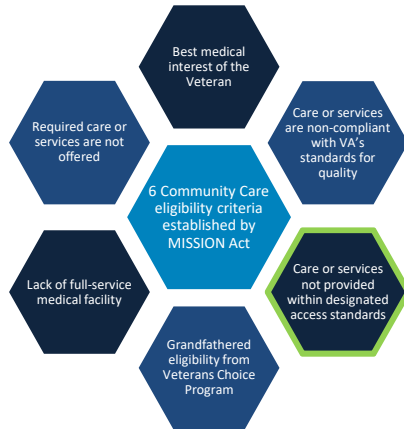 Best medical
interest of the
Veteran
Required care or
services are not
offered
Care or services
are non-compliant
with VA's
standards for
quality
6 Community Care
eligibility criteria
established by
MISSION Act
Lack of full-service
medical facility
Care or services
not provided
within designated
access standards
Grandfathered
eligibility from
Veterans Choice
Program